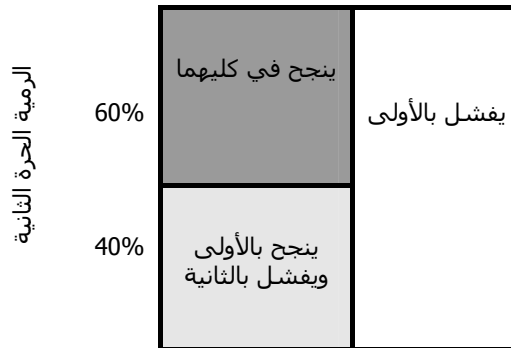 الرمية الحرة الثانية
ينجح في كليهما
60%
يفشل بالأولى
40%
ينجح بالأولى
ويفشل بالثانية